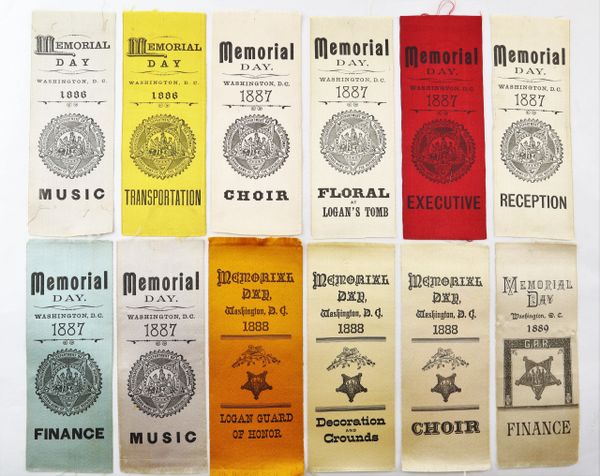 Memorial
Day
Washington, D.C.
1886
MUSIC
Memorial
Day
Washington, D.C.
1886
TRANSPORTATION
Memorial
DAY,
WASHINGTON, D.C.
1887
CHOIR
Memorial
DAY,
WASHINGTON, D.C.
1887
FLORAL
AT
LOGAN'S TOMB
Memorial
DAY,
WASHINGTON, D.C.
1887
EXECUTIVE
Memorial
DAY,
WASHINGTON, D.C.
1887
RECEPTION
Memorial
DAY,
WASHINGTON, D.C.
1887
FINANCE
Memorial
DAY,
WASHINGTON, D.C.
1887
MUSIC
Memorial
Day,
Washington, D.C.
1888
LOGAN GUARD
OF HONOR
Memorial
Day,
Washington, D.C.
1888
Decoration
and
Grounds
Memorial
Day,
Washington, D.C.
1888
CHOIR
Memorial
Day
Washington, D.C.
1889
G.A.R.
FINANCE